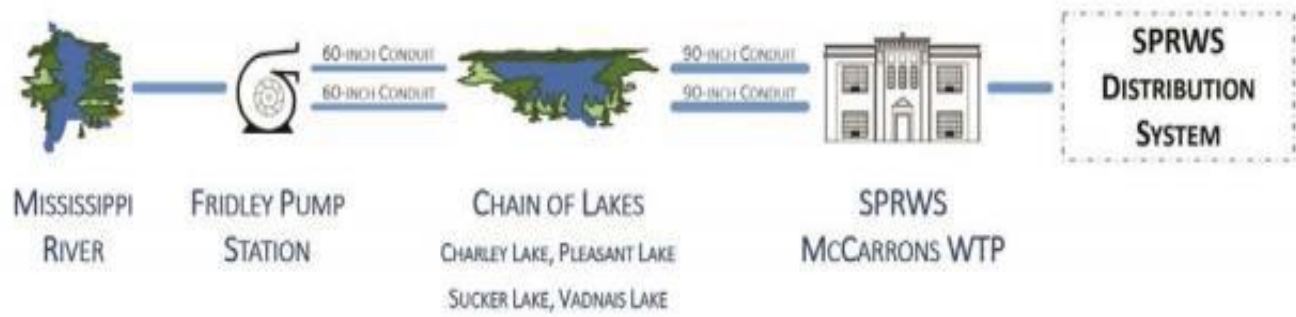 60-INCH CONDUIT
60-INCH CONDUIT
90-INCH CONDUIT
90-INCH CONDUIT
SPRWS
DISTRIBUTION
SYSTEM
MISSISSIPPI
RIVER
FRIDLEY PUMP
STATION
CHAIN OF LAKES
CHARLEY LAKE, PLEASANT LAKE
SUCKER LAKE, VADNAIS LAKE
SPRWS
MCCARRONS WTP